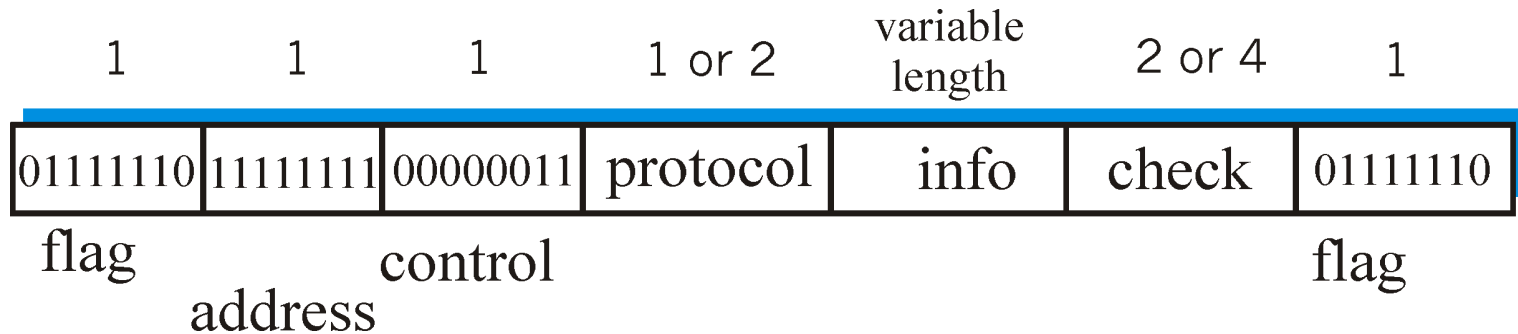 1 1 1 1 or 2 variable length 2 or 4 1
01111110 11111111 00000011 protocol info check 01111110
flag address control flag